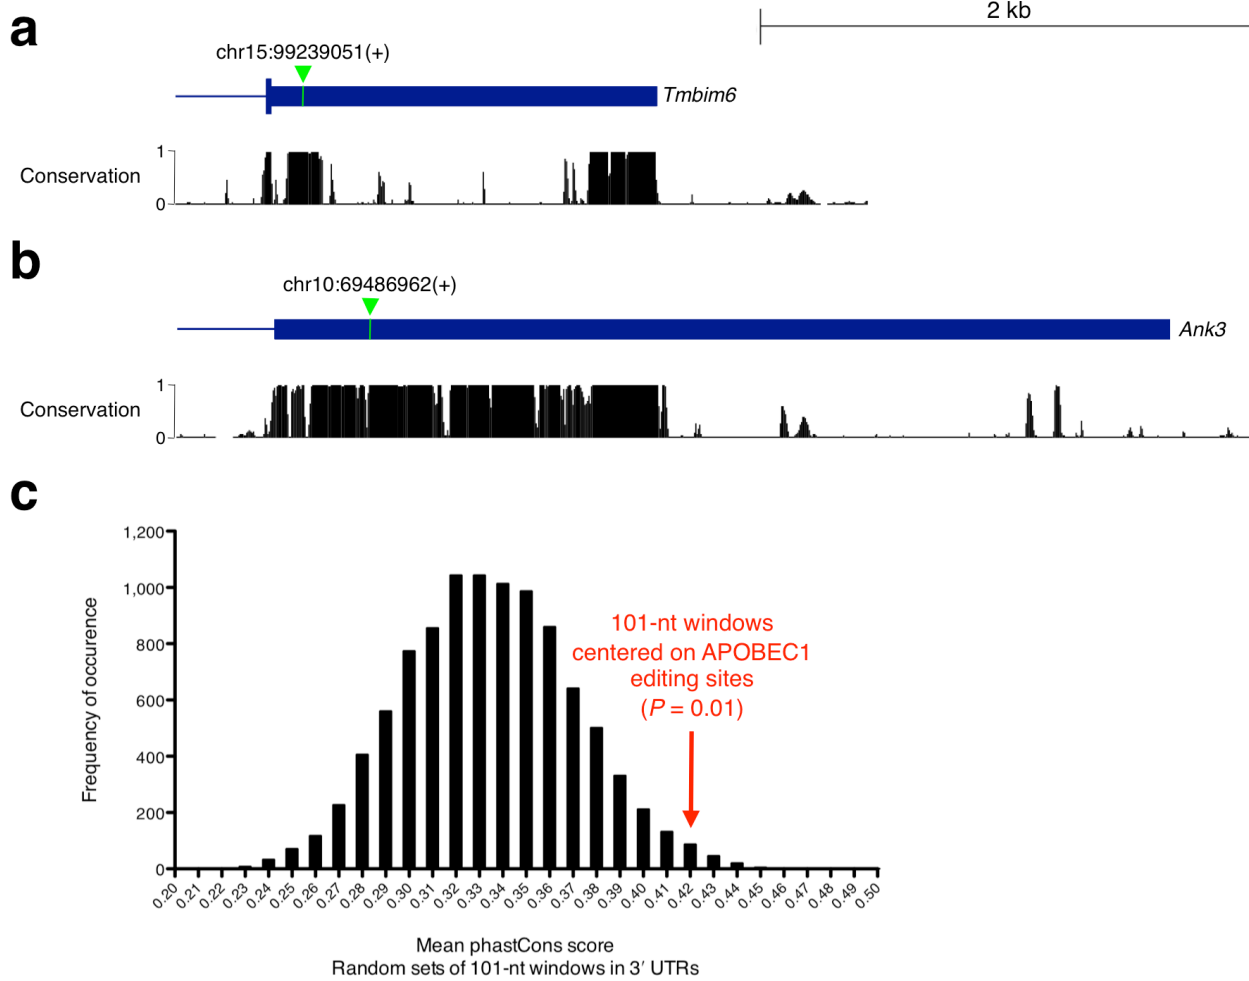 a
2 kb
chr15:99239051(+)
Tmbim6
1
Conservation
0
b
chr10:69486962(+)
Ank3
1
Conservation
0
c
1,200
1,000
800
600
400
200
0
Frequency of occurence
101-nt windows
centered on APOBEC1
editing sites
(P = 0.01)
0.20 0.21 0.22 0.23 0.24 0.25 0.26 0.27 0.28 0.29 0.30 0.31 0.32 0.33 0.34 0.35 0.36 0.37 0.38 0.39 0.40 0.41 0.42 0.43 0.44 0.45 0.46 0.47 0.48 0.49 0.50
Mean phastCons score
Random sets of 101-nt windows in 3′ UTRs